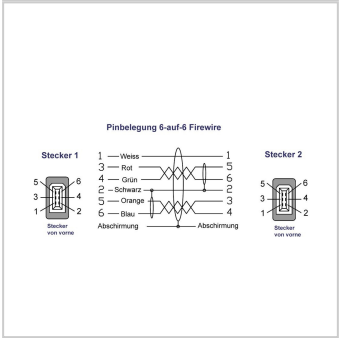 Pinbelegung 6-auf-6 Firewire
Stecker 1
Stecker 2
1 Weiss 1
3 Rot 5
4 Grün 6
2 Schwarz 2
5 Orange 3
6 Blau 4
Abschirmung Abschirmung
5 6
3 4
1 2
Stecker
von vorne
5 6
3 4
1 2
Stecker
von vorne